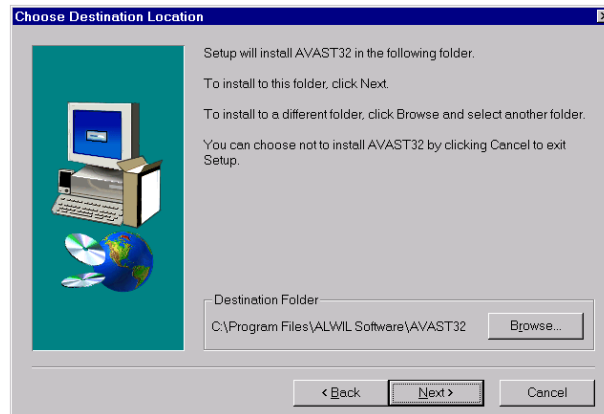 Choose Destination Location
Setup will install AVAST32 in the following folder.
To install to this folder, click Next.
To install to a different folder, click Browse and select another folder.
You can choose not to install AVAST32 by clicking Cancel to exit
Setup.
Destination Folder
C:\Program Files\ALWIL Software\AVAST32
Browse...
< Back
Next >
Cancel